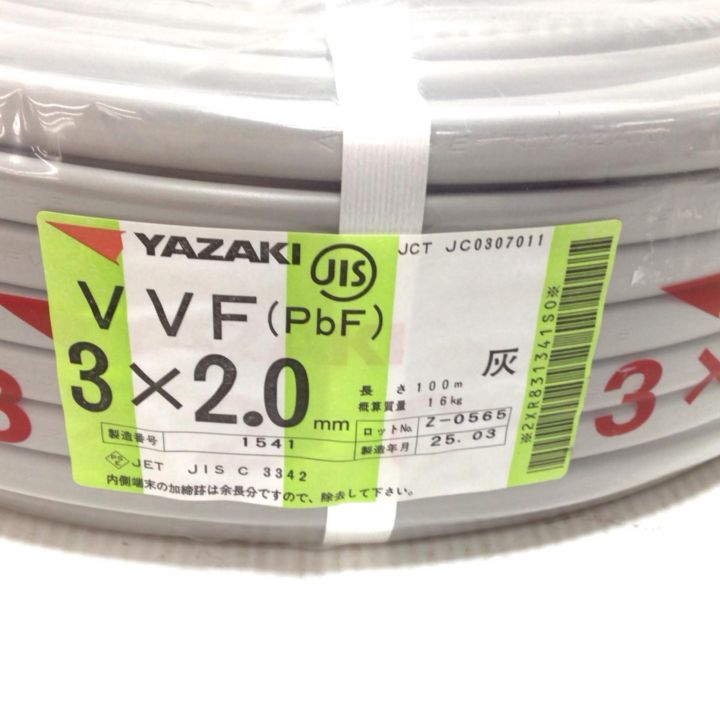 YAZAKI JIS JCT JC0307011
VVF(PbF)
3×2.0mm
灰
長さ 100m
概算質量 16kg
製造番号 1541
ロットNo. Z-0565
製造年月 25.03
PSE JET JIS C 3342
内側端末の加締跡は余長分ですので、除去して下さい。
※2XR831341S0※
3×